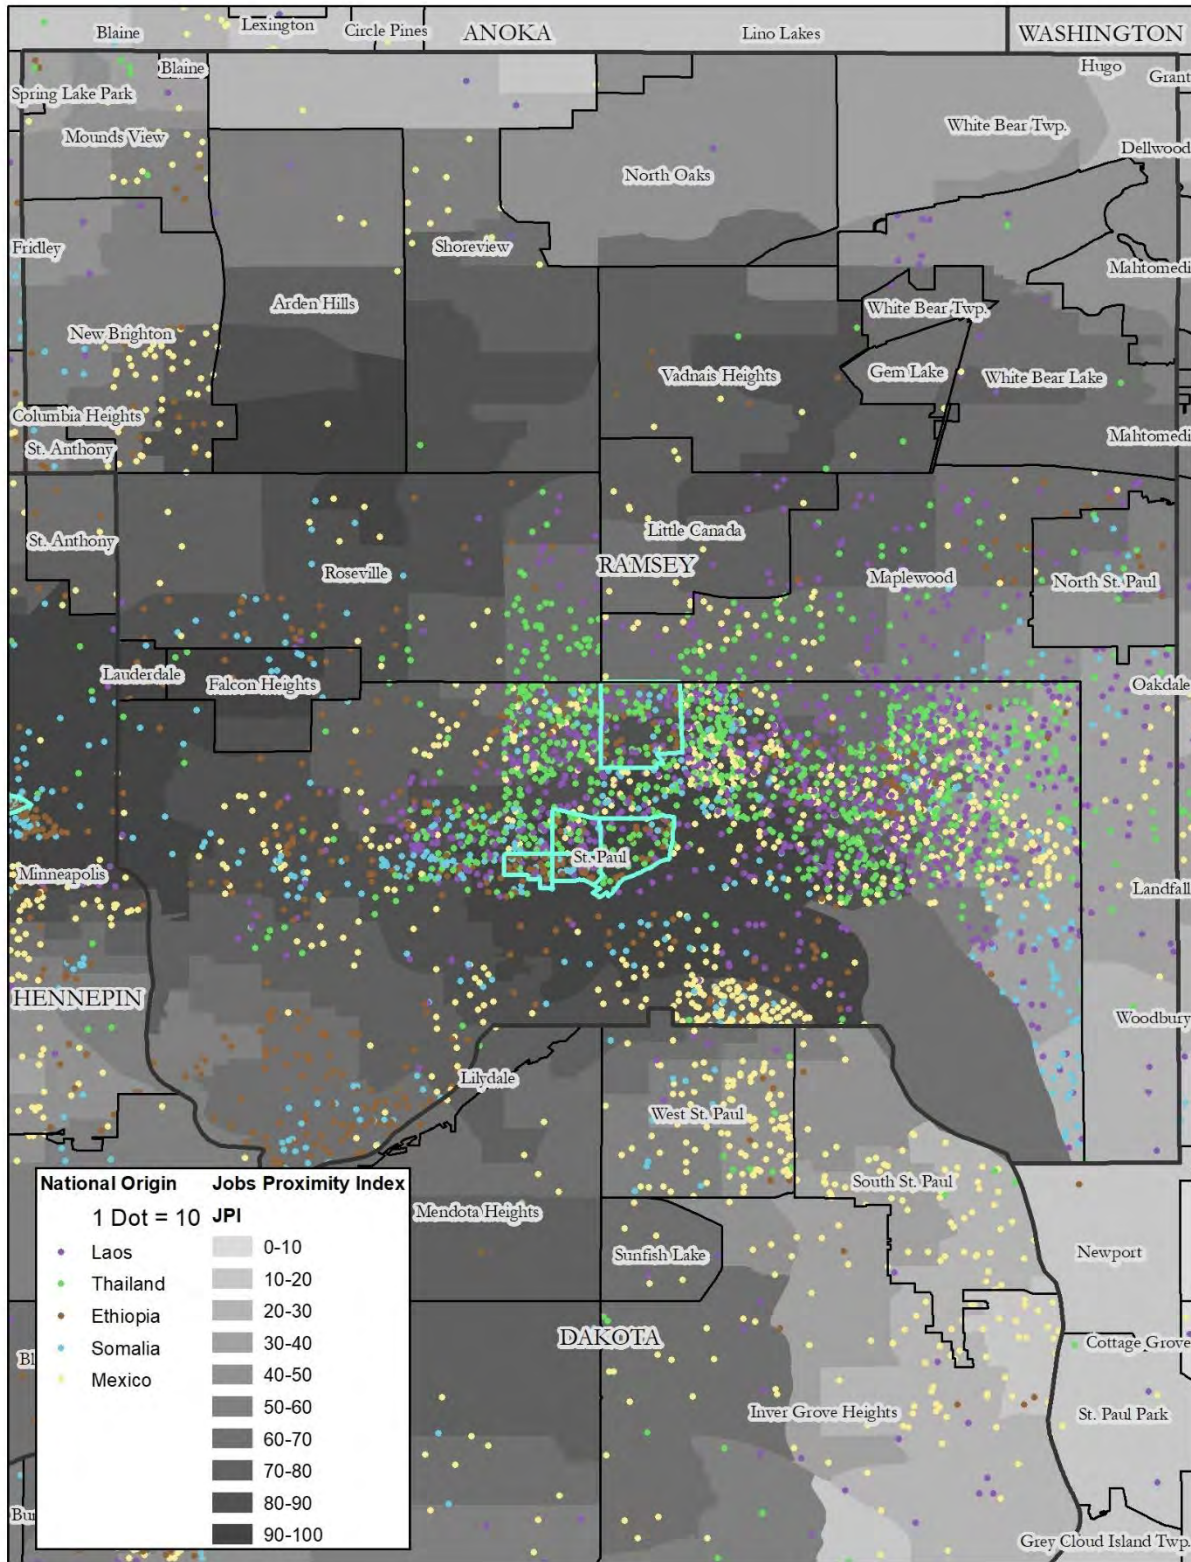 Blaine
Lexington
Circle Pines
ANOKA
Lino Lakes
WASHINGTON
Blaine
Hugo
Grant
Spring Lake Park
Mounds View
White Bear Twp.
Dellwood
North Oaks
Fridley
Shoreview
Mahtomedi
Arden Hills
White Bear Twp.
New Brighton
Vadnais Heights
Gem Lake
White Bear Lake
Columbia Heights
Mahtomedi
St. Anthony
St. Anthony
Little Canada
Roseville
RAMSEY
Maplewood
North St. Paul
Lauderdale
Falcon Heights
Oakdale
St. Paul
Minneapolis
Landfall
HENNEPIN
Woodbury
Lilydale
West St. Paul
South St. Paul
Mendota Heights
Sunfish Lake
Newport
DAKOTA
Cottage Grove
Inver Grove Heights
St. Paul Park
Grey Cloud Island Twp.
Bl
Bu
National Origin
1 Dot = 10
Laos
Thailand
Ethiopia
Somalia
Mexico
Jobs Proximity Index
JPI
0-10
10-20
20-30
30-40
40-50
50-60
60-70
70-80
80-90
90-100